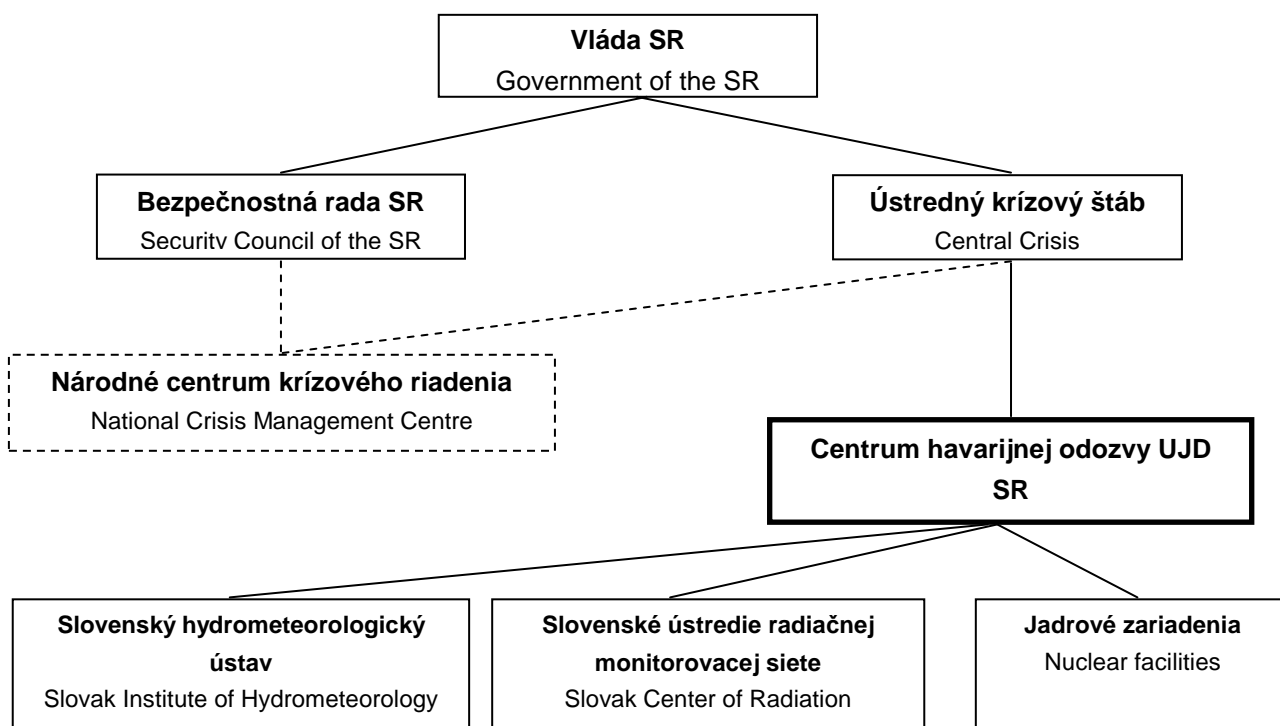 Vláda SR
Government of the SR
Bezpečnostná rada SR
Security Council of the SR
Ústredný krízový štáb
Central Crisis
Národné centrum krízového riadenia
National Crisis Management Centre
Centrum havarijnej odozvy UJD
SR
Slovenský hydrometeorologický
ústav
Slovak Institute of Hydrometeorology
Slovenské ústredie radiačnej
monitorovacej siete
Slovak Center of Radiation
Jadrové zariadenia
Nuclear facilities